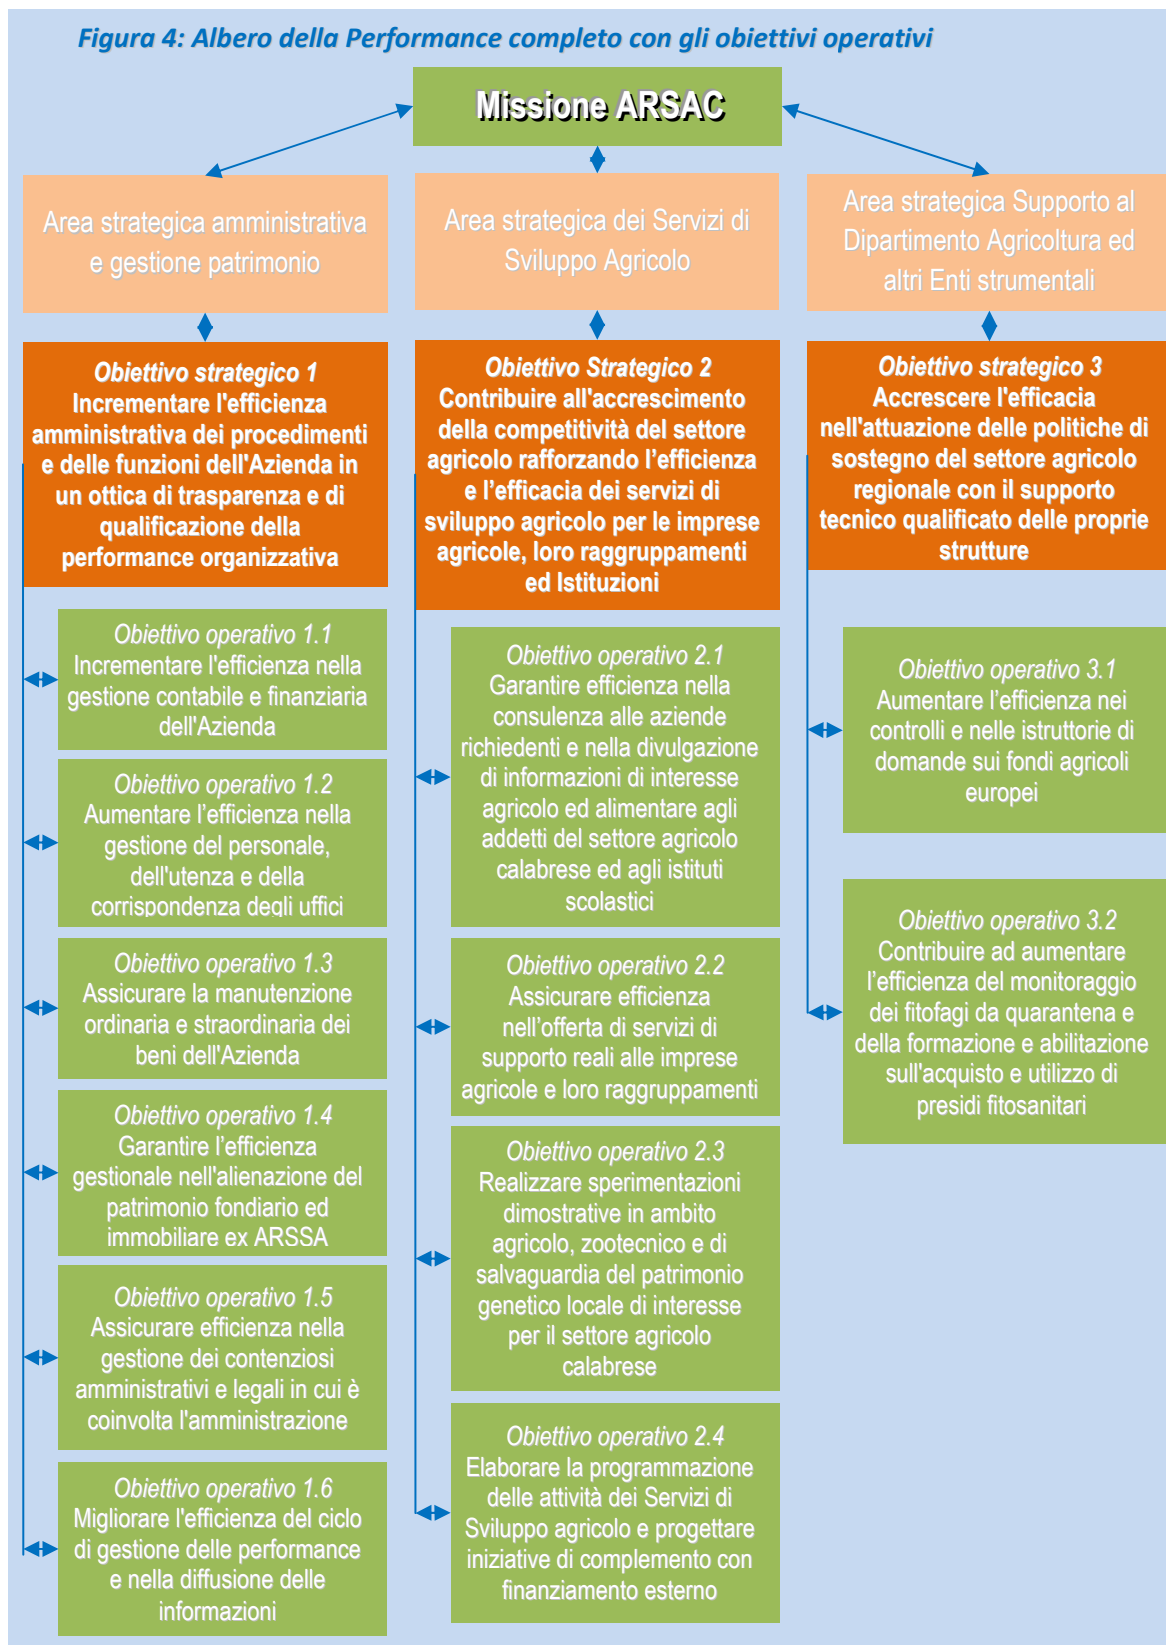 Figura 4: Albero della Performance completo con gli obiettivi operativi
Missione ARSAC
Area strategica amministrativa
e gestione patrimonio
Area strategica dei Servizi di
Sviluppo Agricolo
Area strategica Supporto al
Dipartimento Agricoltura ed
altri Enti strumentali
Obiettivo strategico 1
Incrementare l'efficienza
amministrativa dei procedimenti
e delle funzioni dell'Azienda in
un ottica di trasparenza e di
qualificazione della
performance organizzativa
Obiettivo operativo 1.1
Incrementare l'efficienza nella
gestione contabile e finanziaria
dell'Azienda
Obiettivo operativo 1.2
Aumentare l’efficienza nella
gestione del personale,
dell'utenza e della
corrispondenza degli uffici
Obiettivo operativo 1.3
Assicurare la manutenzione
ordinaria e straordinaria dei
beni dell'Azienda
Obiettivo operativo 1.4
Garantire l’efficienza
gestionale nell'alienazione del
patrimonio fondiario ed
immobiliare ex ARSSA
Obiettivo operativo 1.5
Assicurare efficienza nella
gestione dei contenziosi
amministrativi e legali in cui è
coinvolta l'amministrazione
Obiettivo operativo 1.6
Migliorare l'efficienza del ciclo
di gestione delle performance
e nella diffusione delle
informazioni
Obiettivo Strategico 2
Contribuire all'accrescimento
della competitività del settore
agricolo rafforzando l’efficienza
e l’efficacia dei servizi di
sviluppo agricolo per le imprese
agricole, loro raggruppamenti
ed Istituzioni
Obiettivo operativo 2.1
Garantire efficienza nella
consulenza alle aziende
richiedenti e nella divulgazione
di informazioni di interesse
agricolo ed alimentare agli
addetti del settore agricolo
calabrese ed agli istituti
scolastici
Obiettivo operativo 2.2
Assicurare efficienza
nell’offerta di servizi di
supporto reali alle imprese
agricole e loro raggruppamenti
Obiettivo operativo 2.3
Realizzare sperimentazioni
dimostrative in ambito
agricolo, zootecnico e di
salvaguardia del patrimonio
genetico locale di interesse
per il settore agricolo
calabrese
Obiettivo operativo 2.4
Elaborare la programmazione
delle attività dei Servizi di
Sviluppo agricolo e progettare
iniziative di complemento con
finanziamento esterno
Obiettivo strategico 3
Accrescere l'efficacia
nell'attuazione delle politiche di
sostegno del settore agricolo
regionale con il supporto
tecnico qualificato delle proprie
strutture
Obiettivo operativo 3.1
Aumentare l’efficienza nei
controlli e nelle istruttorie di
domande sui fondi agricoli
europei
Obiettivo operativo 3.2
Contribuire ad aumentare
l’efficienza del monitoraggio
dei fitofagi da quarantena e
della formazione e abilitazione
sull'acquisto e utilizzo di
presidi fitosanitari